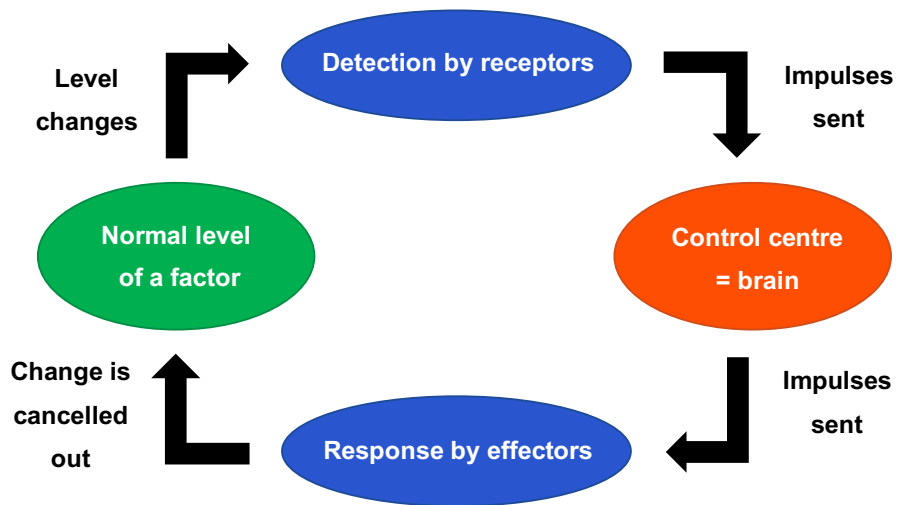 Detection by receptors
Level
changes
Impulses
sent
Normal level
of a factor
Control centre
= brain
Change is
cancelled
out
Impulses
sent
Response by effectors